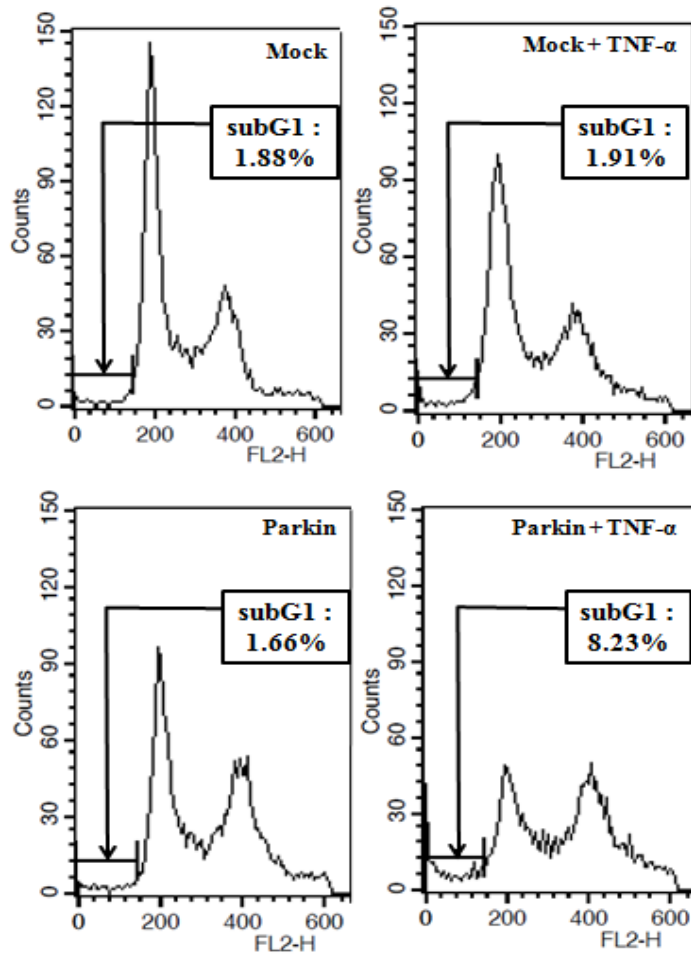 150
120
90
60
30
0
Counts
Mock
subG1 :
1.88%
0
200
400
600
FL2-H
150
120
90
60
30
0
Counts
Mock + TNF-α
subG1 :
1.91%
0
200
400
600
FL2-H
150
120
90
60
30
0
Counts
Parkin
subG1 :
1.66%
0
200
400
600
FL2-H
150
120
90
60
30
0
Counts
Parkin + TNF-α
subG1 :
8.23%
0
200
400
600
FL2-H